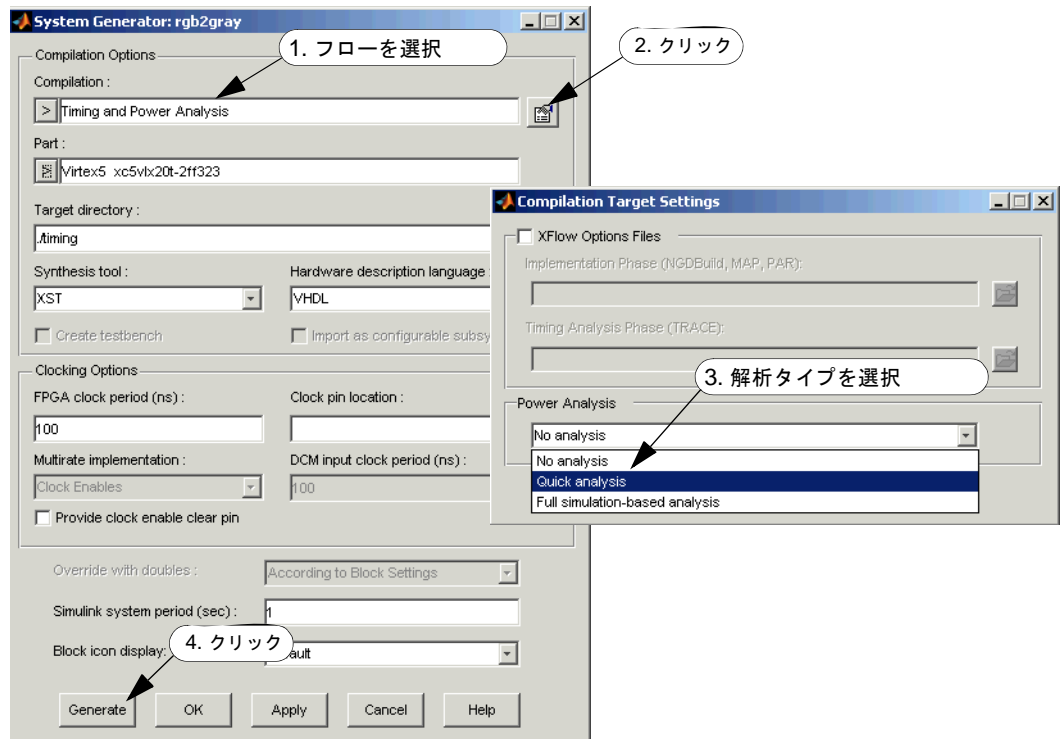 System Generator: rgb2gray
1. フローを選択
2. クリック
Compilation Options
Compilation :
> Timing and Power Analysis
Part :
Virtex5 xc5vlx20t-2ff323
Target directory :
./timing
Synthesis tool :
Hardware description language :
XST
VHDL
Create testbench
Import as configurable subsy
Clocking Options
FPGA clock period (ns) :
Clock pin location :
100
Multirate implementation :
DCM input clock period (ns) :
Clock Enables
100
Provide clock enable clear pin
Override with doubles :
According to Block Settings
Simulink system period (sec) :
1
Block icon display:
ault
4. クリック
Generate
OK
Apply
Cancel
Help
Compilation Target Settings
XFlow Options Files
Implementation Phase (NGDBuild, MAP, PAR):
Timing Analysis Phase (TRACE):
3. 解析タイプを選択
Power Analysis
No analysis
No analysis
Quick analysis
Full simulation-based analysis